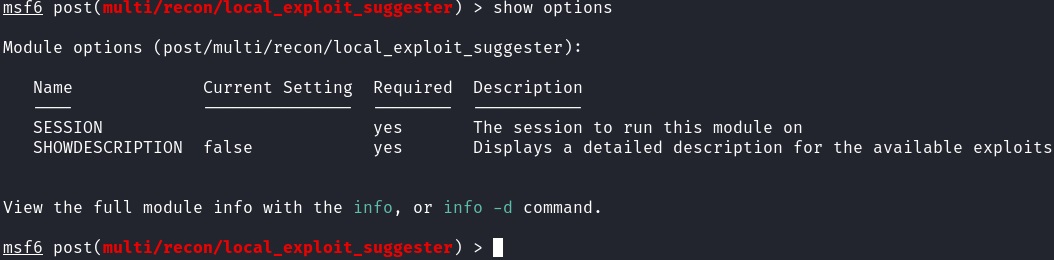 msf6 post(multi/recon/local_exploit_suggester) > show options
Module options (post/multi/recon/local_exploit_suggester):
Name Current Setting Required Description
SESSION yes The session to run this module on
SHOWDESCRIPTION false yes Displays a detailed description for the available exploits
View the full module info with the info, or info -d command.
msf6 post(multi/recon/local_exploit_suggester) >